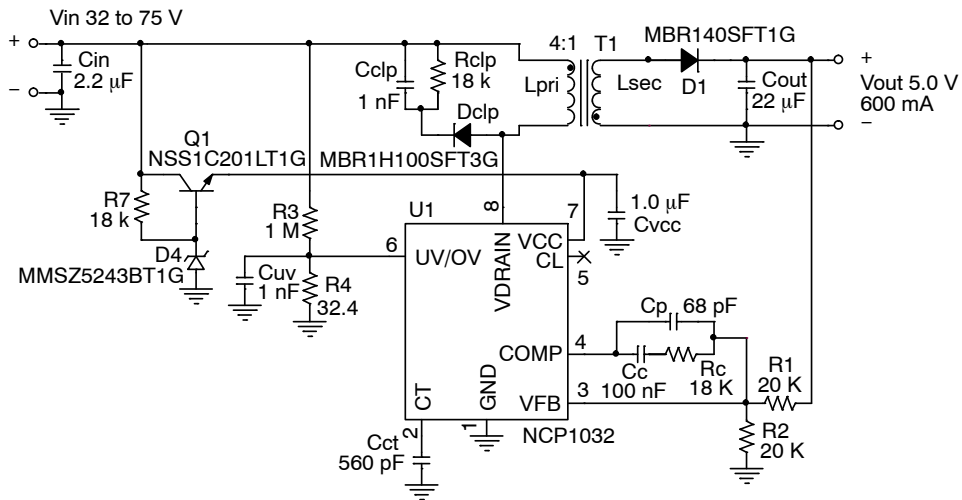 Vin 32 to 75 V
+
−
Cin
2.2 μF
Cclp
1 nF
Rclp
18 k
Dclp
MBR1H100SFT3G
4:1
T1
Lpri
Lsec
MBR140SFT1G
D1
Cout
22 μF
+
Vout 5.0 V
600 mA
−
Q1
NSS1C201LT1G
R7
18 k
D4
MMSZ5243BT1G
R3
1 M
Cuv
1 nF
R4
32.4
U1
8
7
6
UV/OV
VDRAIN
VCC
CL
5
1.0 μF
Cvcc
COMP
4
Cp
68 pF
Cc
100 nF
Rc
18 K
CT
GND
VFB
3
2
1
NCP1032
Cct
560 pF
R1
20 K
R2
20 K